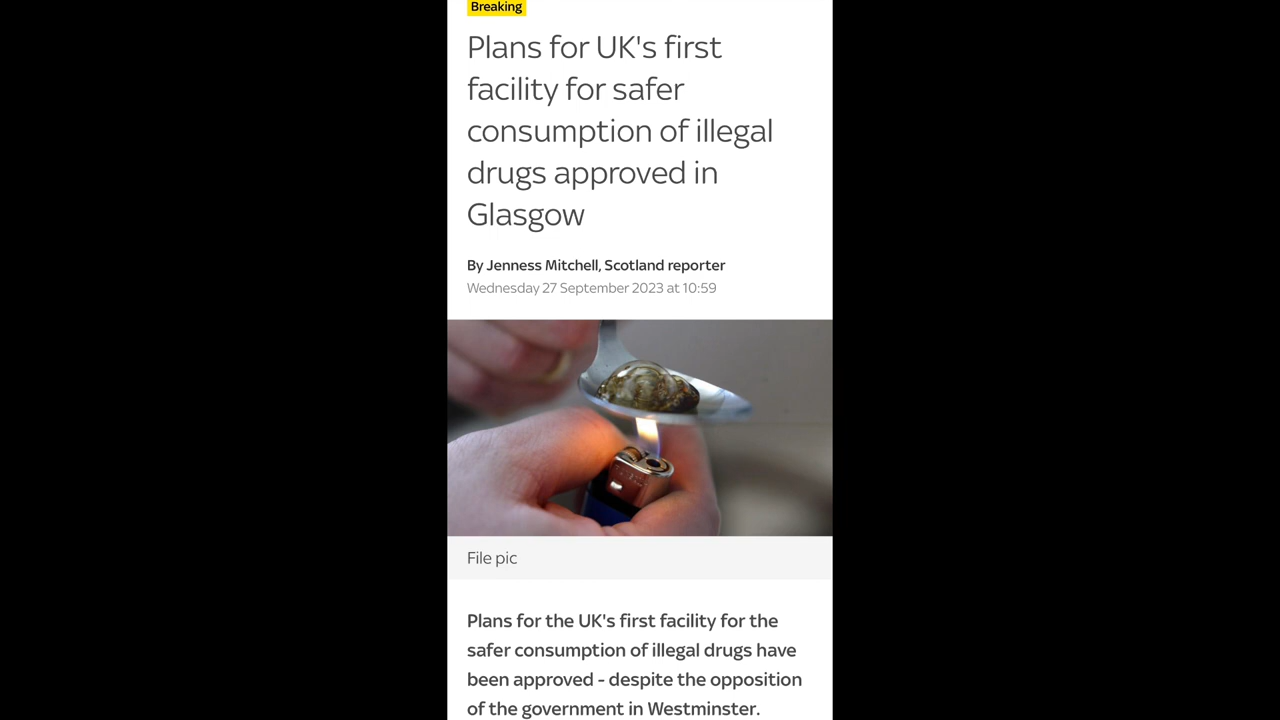 Breaking
Plans for UK's first
facility for safer
consumption of illegal
drugs approved in
Glasgow
By Jenness Mitchell, Scotland reporter
Wednesday 27 September 2023 at 10:59
File pic
Plans for the UK's first facility for the
safer consumption of illegal drugs have
been approved - despite the opposition
of the government in Westminster.